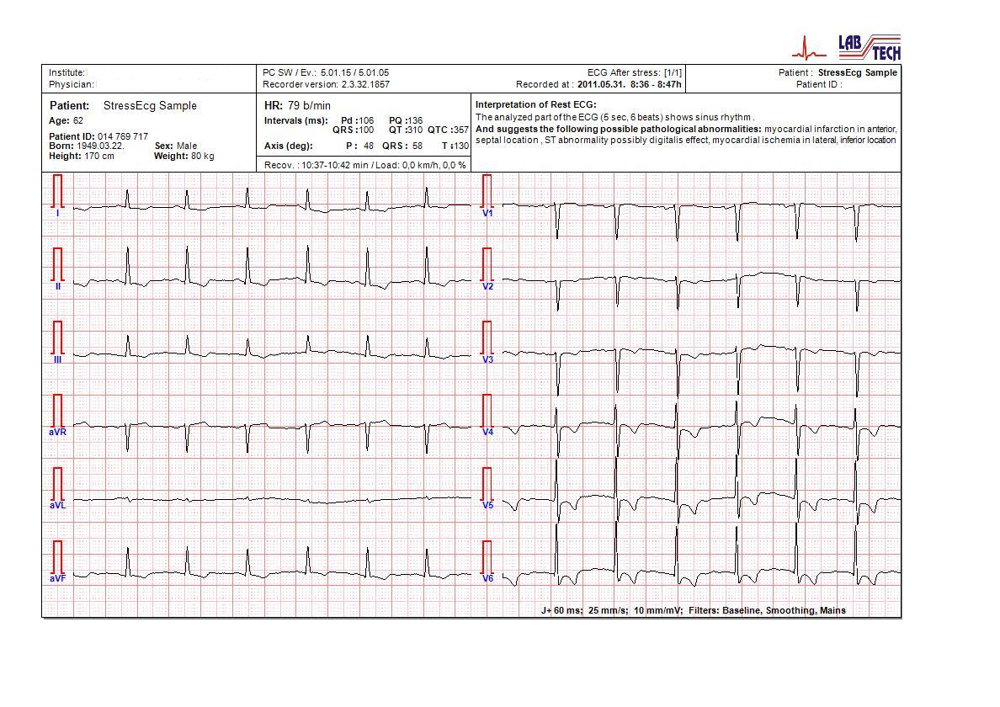 LAB
TECH
Institute:
Physician:
PC SW / Ev.: 5.01.15 / 5.01.05
Recorder version: 2.3.32.1857
ECG After stress: [1/1]
Recorded at : 2011.05.31. 8:36 - 8:47h
Patient : StressEcg Sample
Patient ID :
Patient: StressEcg Sample
Age: 62
Patient ID: 014 769 717
Born: 1949.03.22. Sex: Male
Height: 170 cm Weight: 80 kg
HR: 79 b/min
Intervals (ms): Pd :106 PQ :136
QRS :100 QT :310 QTC :357
Axis (deg): P : 48 QRS : 58 T :130
Recov. : 10:37-10:42 min / Load: 0,0 km/h, 0,0 %
Interpretation of Rest ECG:
The analyzed part of the ECG (5 sec, 6 beats) shows sinus rhythm .
And suggests the following possible pathological abnormalities: myocardial infarction in anterior,
septal location , ST abnormality possibly digitalis effect, myocardial ischemia in lateral, inferior location
I
II
III
aVR
aVL
aVF
V1
V2
V3
V4
V5
V6
J+ 60 ms; 25 mm/s; 10 mm/mV; Filters: Baseline, Smoothing, Mains